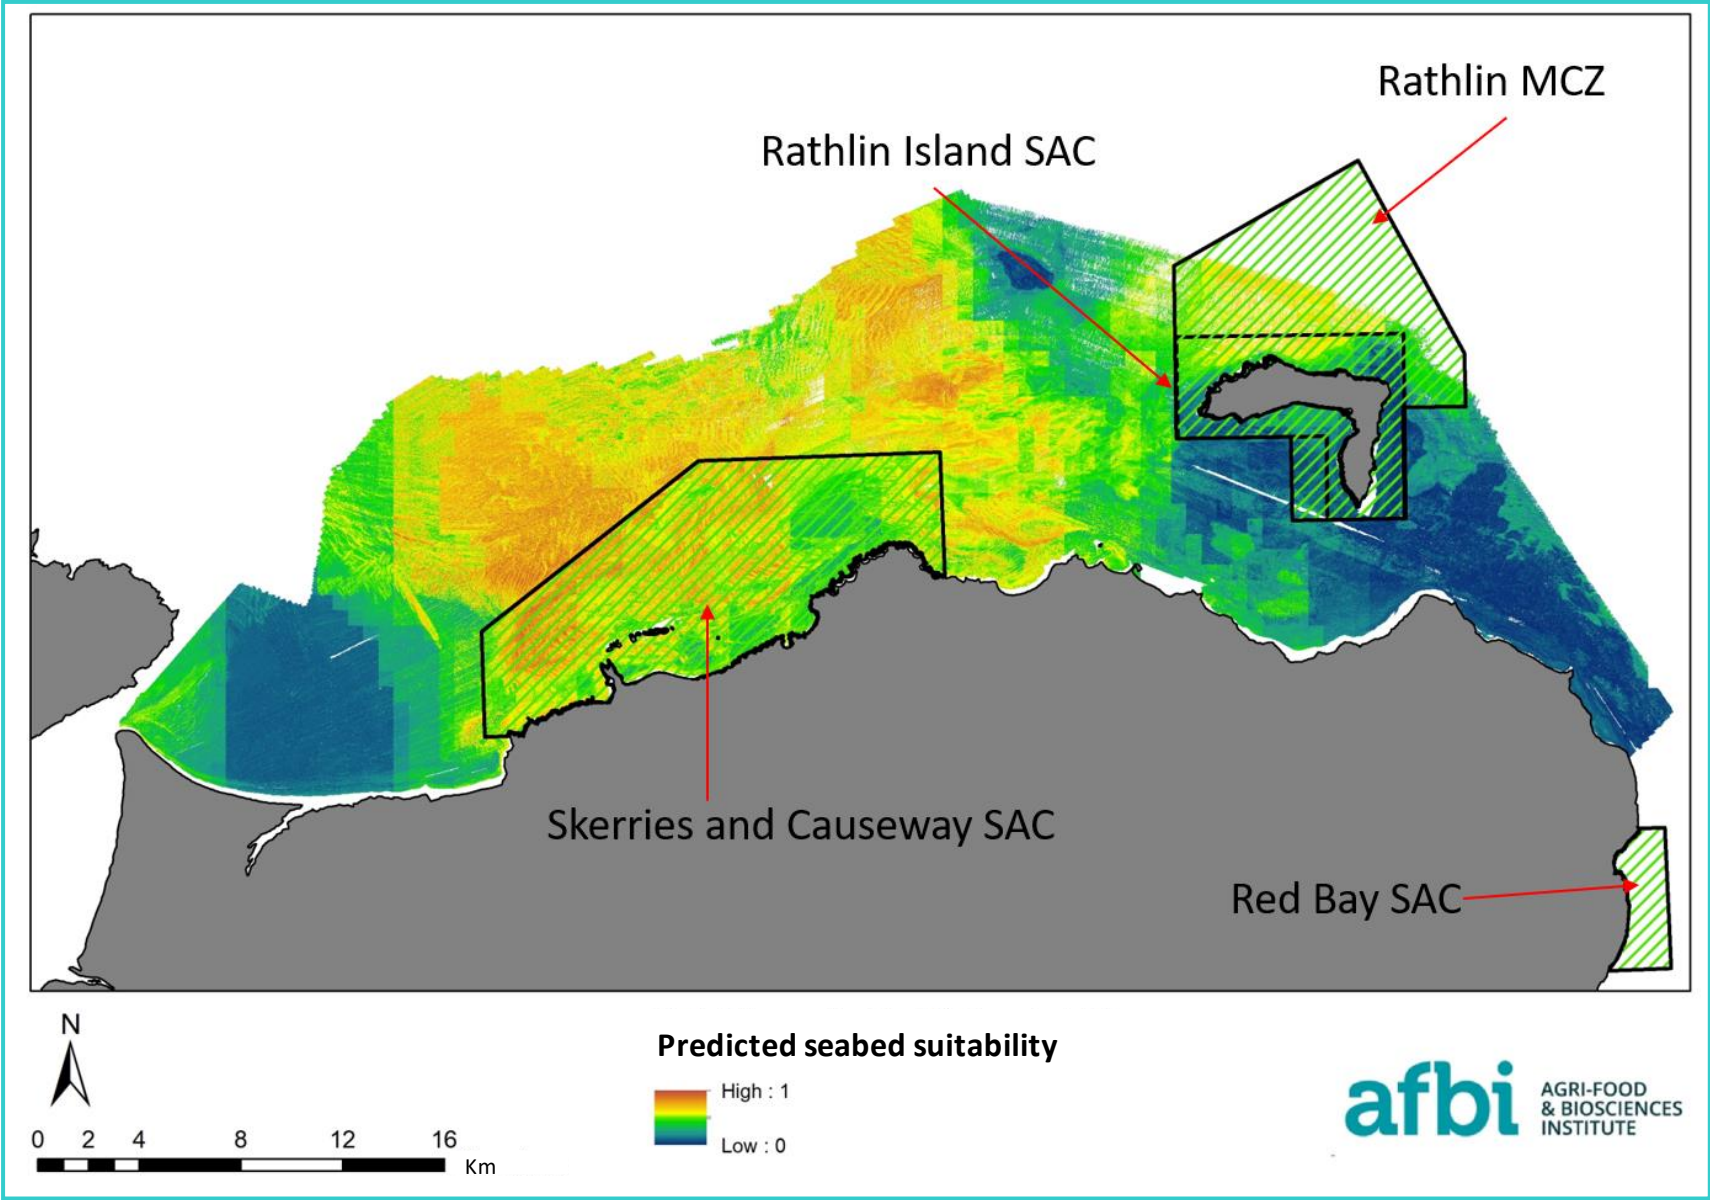 Rathlin MCZ
Rathlin Island SAC
Skerries and Causeway SAC
Red Bay SAC
N
0 2 4 8 12 16
Km
Predicted seabed suitability
High : 1
Low : 0
afbi
AGRI-FOOD
& BIOSCIENCES
INSTITUTE